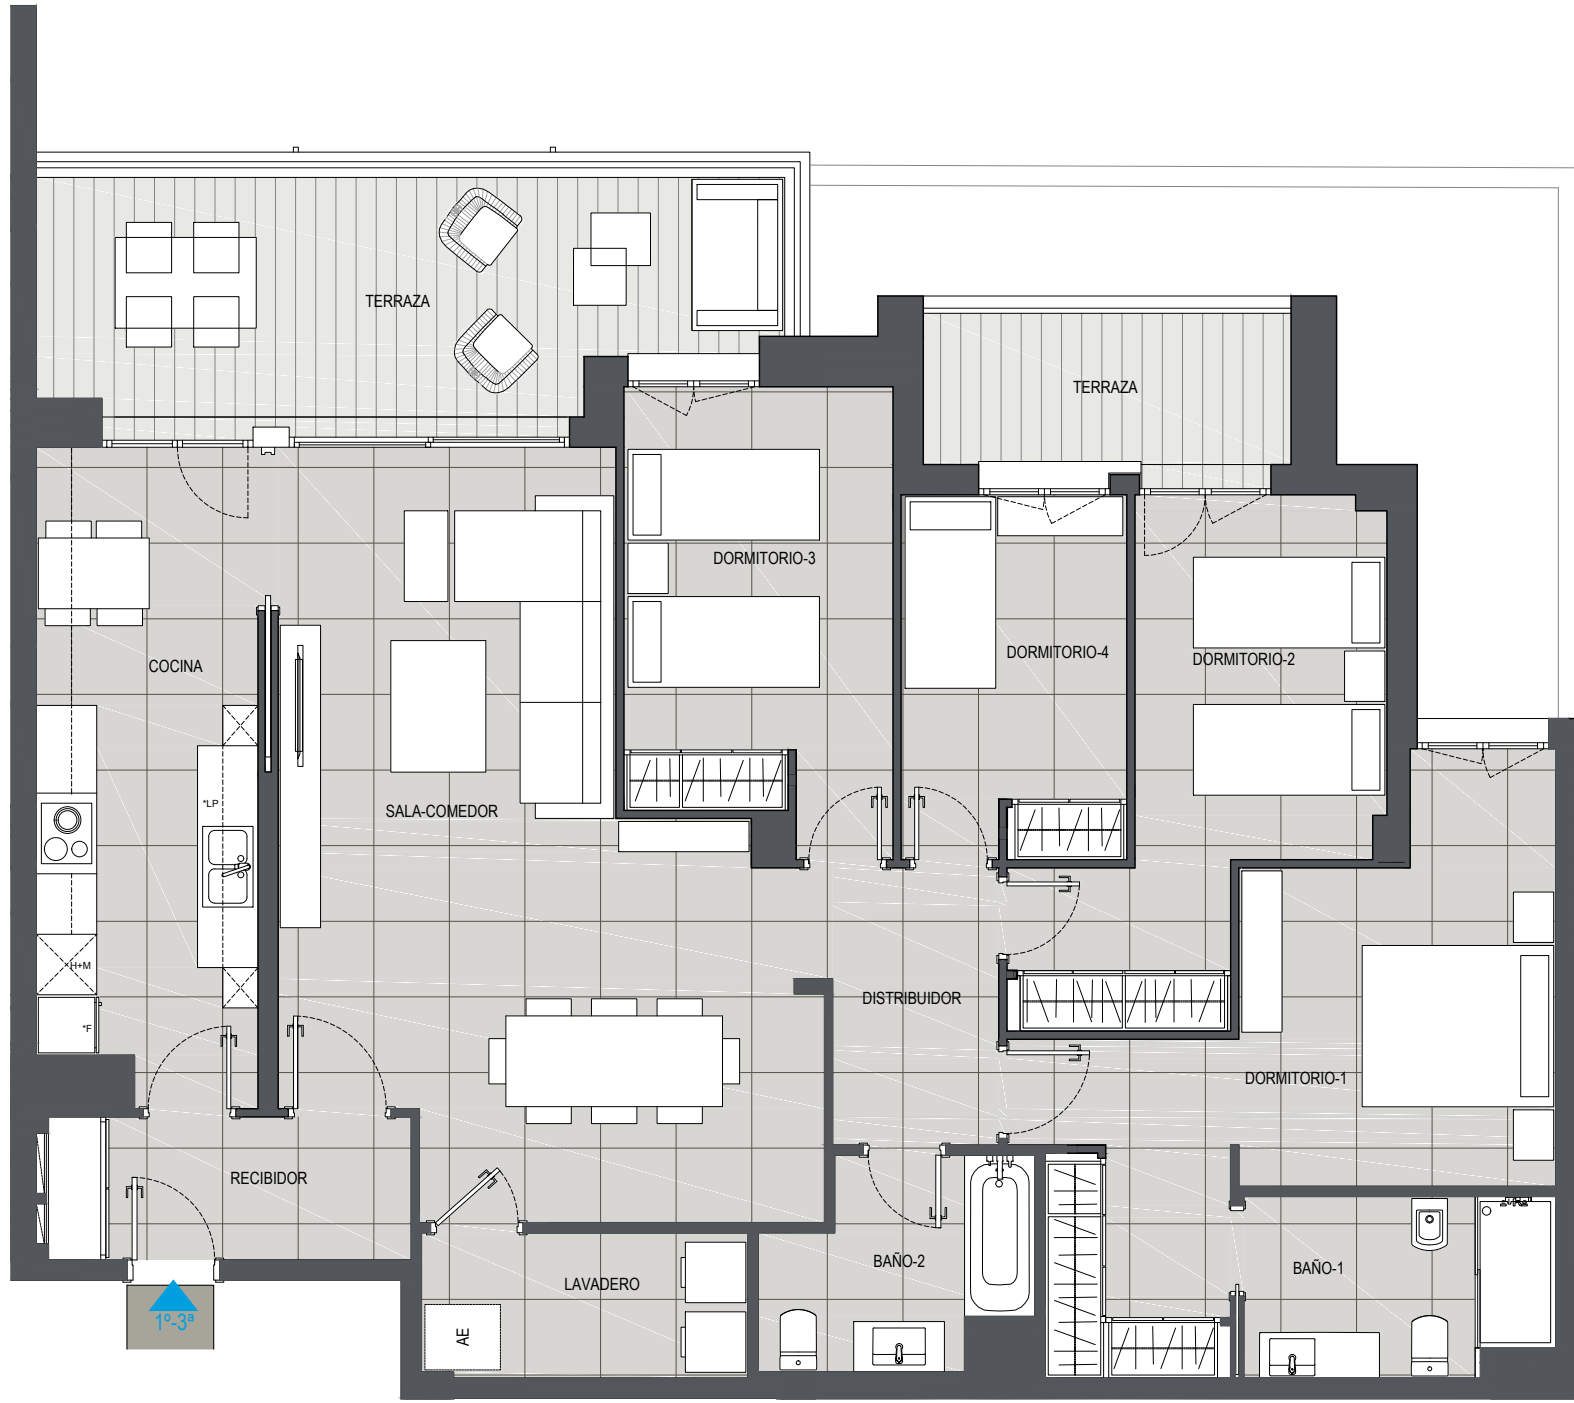 TERRAZA
TERRAZA
DORMITORIO-3
DORMITORIO-4
DORMITORIO-2
COCINA
*LP
SALA-COMEDOR
*H+M
*F
DISTRIBUIDOR
DORMITORIO-1
RECIBIDOR
BAÑO-2
BAÑO-1
LAVADERO
AE
1º-3ª